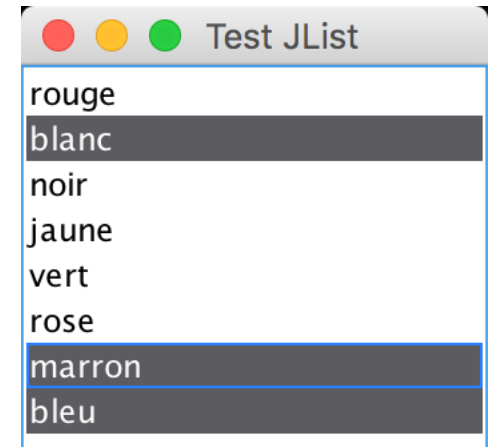 Test JList
rouge
blanc
noir
jaune
vert
rose
marron
bleu